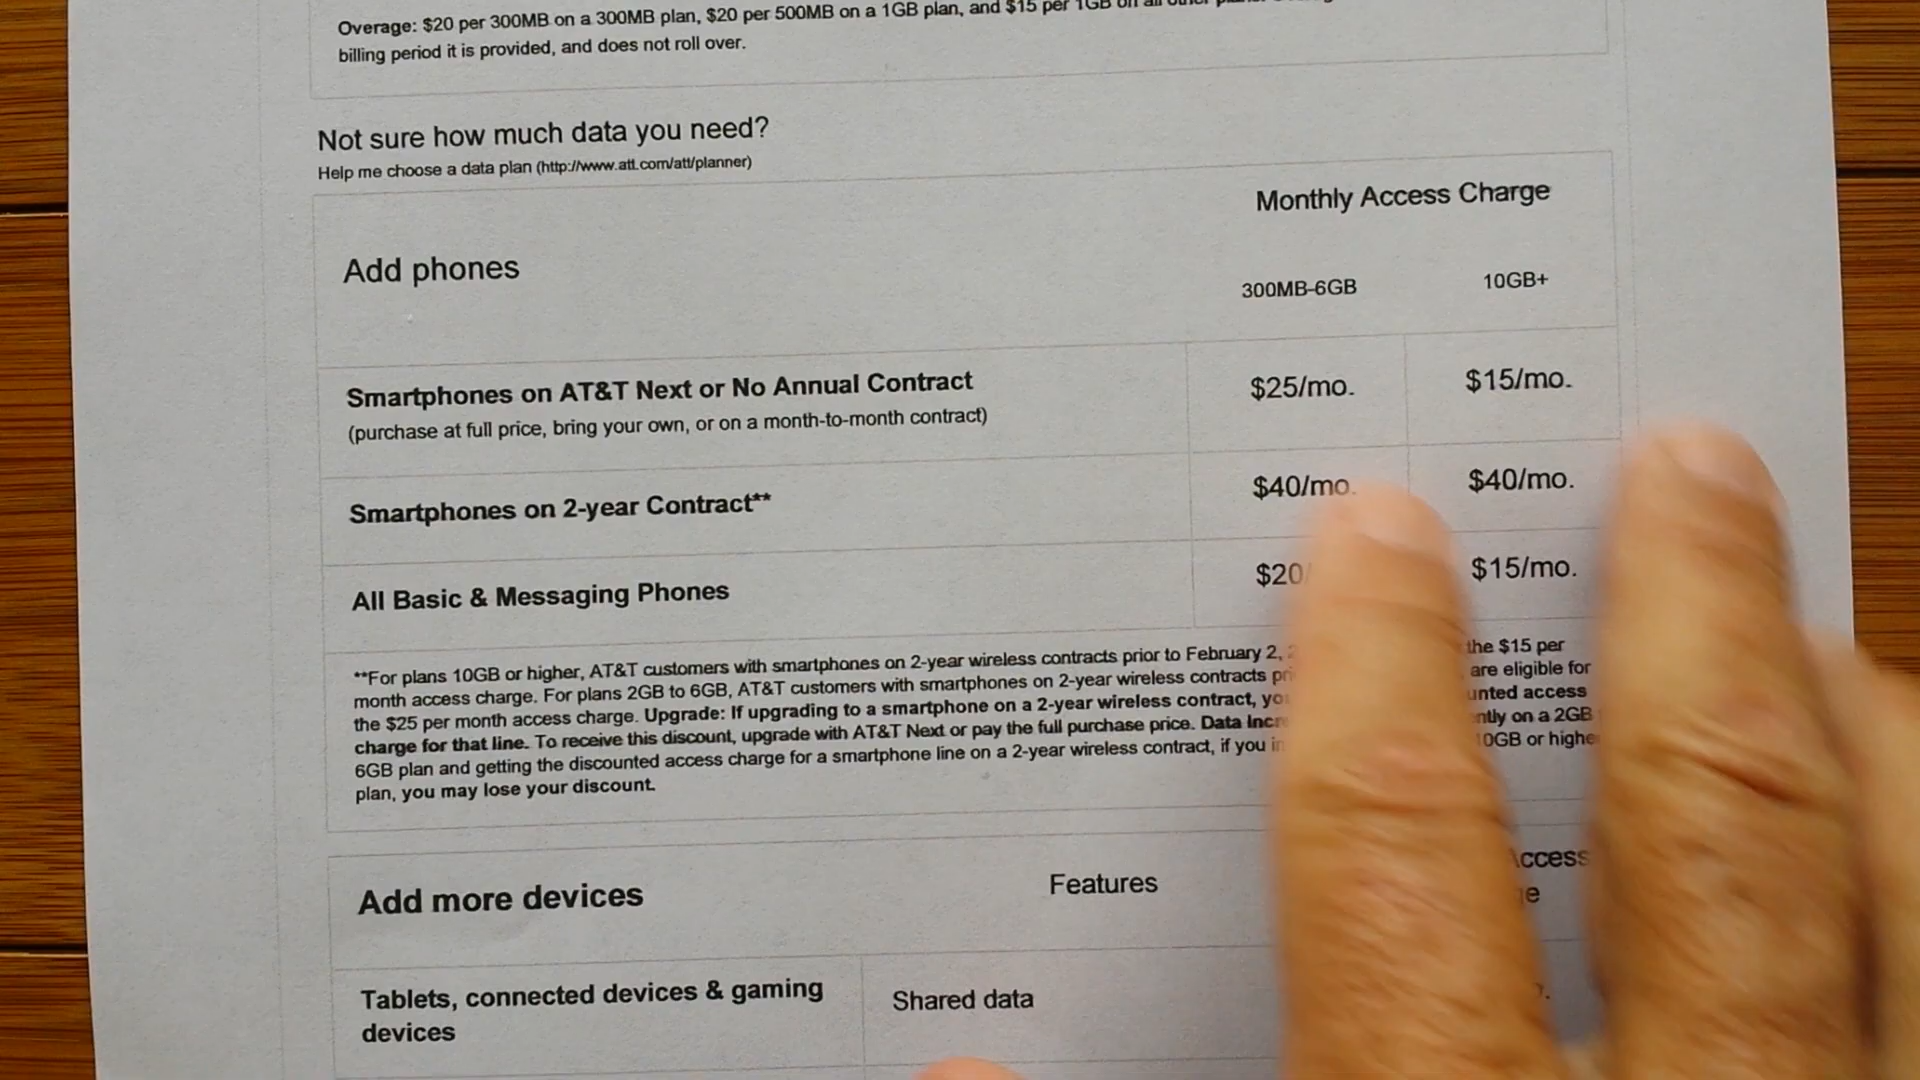 Overage: $20 per 300MB on a 300MB plan, $20 per 500MB on a 1GB plan, and $15 per 1GB on all other
billing period it is provided, and does not roll over.
Not sure how much data you need?
Help me choose a data plan (http://www.att.com/att/planner)
Monthly Access Charge
Add phones
300MB-6GB 10GB+
Smartphones on AT&T Next or No Annual Contract $25/mo. $15/mo.
(purchase at full price, bring your own, or on a month-to-month contract)
Smartphones on 2-year Contract** $40/mo. $40/mo.
All Basic & Messaging Phones $20/ $15/mo.
**For plans 10GB or higher, AT&T customers with smartphones on 2-year wireless contracts prior to February 2, the $15 per
month access charge. For plans 2GB to 6GB, AT&T customers with smartphones on 2-year wireless contracts are eligible for
the $25 per month access charge. Upgrade: If upgrading to a smartphone on a 2-year wireless contract, access
charge for that line. To receive this discount, upgrade with AT&T Next or pay the full purchase price. Data on a 2GB
6GB plan and getting the discounted access charge for a smartphone line on a 2-year wireless contract, if you or
plan, you may lose your discount.
Add more devices Features
Tablets, connected devices & gaming Shared data
devices